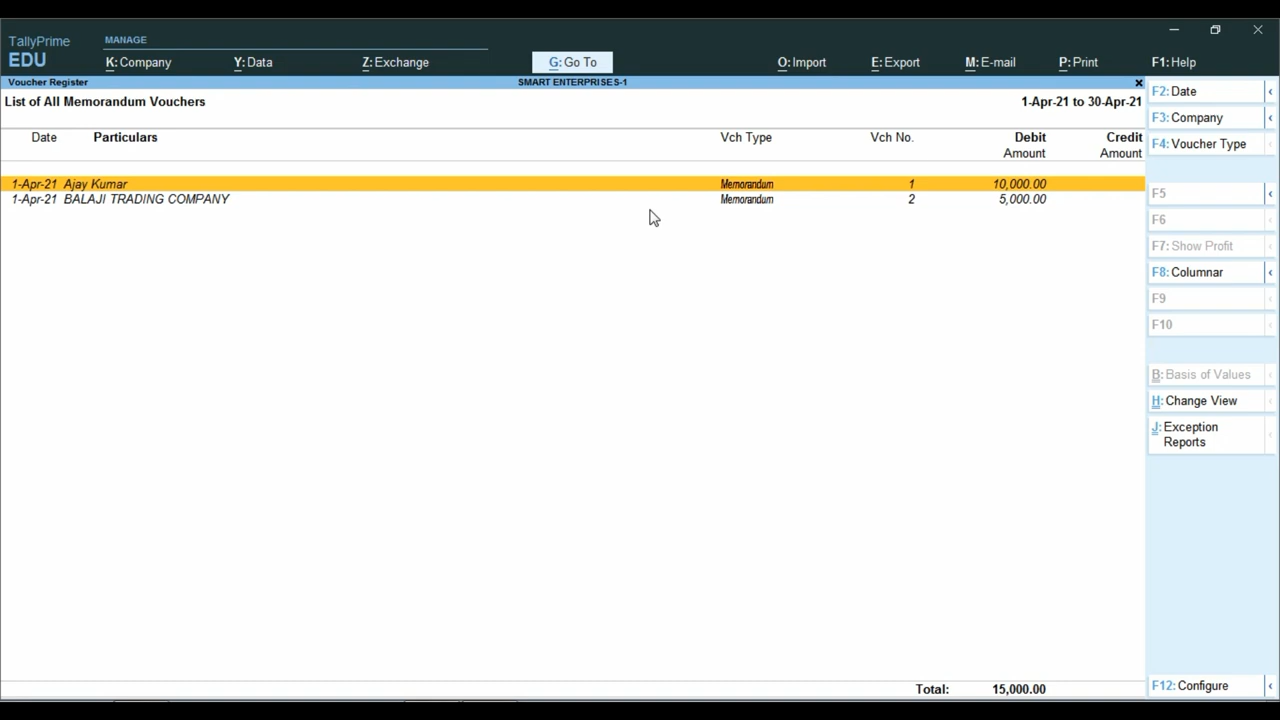 TallyPrime
EDU
MANAGE
K: Company Y: Data Z: Exchange G: Go To O: Import E: Export M: E-mail P: Print F1: Help
Voucher Register SMART ENTERPRISES-1 ×
List of All Memorandum Vouchers 1-Apr-21 to 30-Apr-21
Date Particulars Vch Type Vch No. Debit Credit
Amount Amount
1-Apr-21 Ajay Kumar Memorandum 1 10,000.00
1-Apr-21 BALAJI TRADING COMPANY Memorandum 2 5,000.00
Total: 15,000.00
F2: Date
F3: Company
F4: Voucher Type
F5
F6
F7: Show Profit
F8: Columnar
F9
F10
B: Basis of Values
H: Change View
J: Exception
Reports
F12: Configure